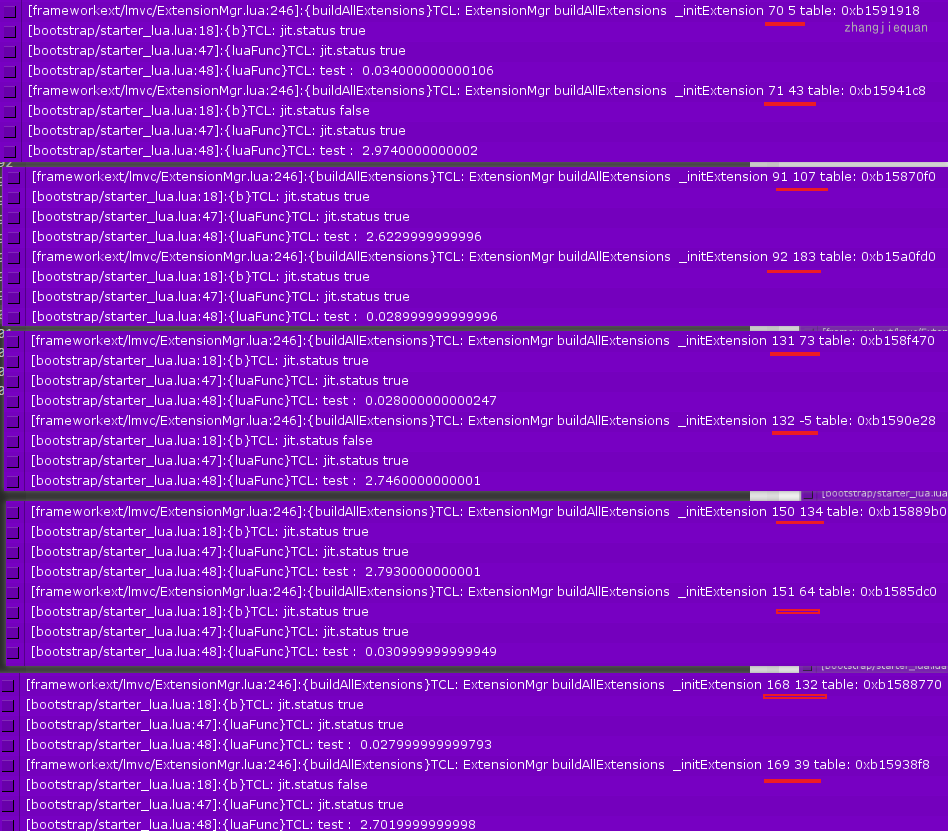 [frameworkext/lmvc/ExtensionMgr.lua:246]:{buildAllExtensions}TCL: ExtensionMgr buildAllExtensions _initExtension 70 5 table: 0xb1591918
[bootstrap/starter_lua.lua:18]:{b}TCL: jit.status true
zhangjiequan
[bootstrap/starter_lua.lua:47]:{luaFunc}TCL: jit.status true
[bootstrap/starter_lua.lua:48]:{luaFunc}TCL: test : 0.034000000000106
[frameworkext/lmvc/ExtensionMgr.lua:246]:{buildAllExtensions}TCL: ExtensionMgr buildAllExtensions _initExtension 71 43 table: 0xb15941c8
[bootstrap/starter_lua.lua:18]:{b}TCL: jit.status false
[bootstrap/starter_lua.lua:47]:{luaFunc}TCL: jit.status true
[bootstrap/starter_lua.lua:48]:{luaFunc}TCL: test : 2.9740000000002
[frameworkext/lmvc/ExtensionMgr.lua:246]:{buildAllExtensions}TCL: ExtensionMgr buildAllExtensions _initExtension 91 107 table: 0xb15870f0
[bootstrap/starter_lua.lua:18]:{b}TCL: jit.status true
[bootstrap/starter_lua.lua:47]:{luaFunc}TCL: jit.status true
[bootstrap/starter_lua.lua:48]:{luaFunc}TCL: test : 2.6229999999996
[frameworkext/lmvc/ExtensionMgr.lua:246]:{buildAllExtensions}TCL: ExtensionMgr buildAllExtensions _initExtension 92 183 table: 0xb15a0fd0
[bootstrap/starter_lua.lua:18]:{b}TCL: jit.status true
[bootstrap/starter_lua.lua:47]:{luaFunc}TCL: jit.status true
[bootstrap/starter_lua.lua:48]:{luaFunc}TCL: test : 0.028999999999996
[frameworkext/lmvc/ExtensionMgr.lua:246]:{buildAllExtensions}TCL: ExtensionMgr buildAllExtensions _initExtension 131 73 table: 0xb158f470
[bootstrap/starter_lua.lua:18]:{b}TCL: jit.status true
[bootstrap/starter_lua.lua:47]:{luaFunc}TCL: jit.status true
[bootstrap/starter_lua.lua:48]:{luaFunc}TCL: test : 0.028000000000247
[frameworkext/lmvc/ExtensionMgr.lua:246]:{buildAllExtensions}TCL: ExtensionMgr buildAllExtensions _initExtension 132 -5 table: 0xb1590e28
[bootstrap/starter_lua.lua:18]:{b}TCL: jit.status false
[bootstrap/starter_lua.lua:47]:{luaFunc}TCL: jit.status true
[bootstrap/starter_lua.lua:48]:{luaFunc}TCL: test : 2.7460000000001
[bootstrap/starter_lua.lua
[frameworkext/lmvc/ExtensionMgr.lua:246]:{buildAllExtensions}TCL: ExtensionMgr buildAllExtensions _initExtension 150 134 table: 0xb15889b0
[bootstrap/starter_lua.lua:18]:{b}TCL: jit.status true
[bootstrap/starter_lua.lua:47]:{luaFunc}TCL: jit.status true
[bootstrap/starter_lua.lua:48]:{luaFunc}TCL: test : 2.7930000000001
[frameworkext/lmvc/ExtensionMgr.lua:246]:{buildAllExtensions}TCL: ExtensionMgr buildAllExtensions _initExtension 151 64 table: 0xb1585dc0
[bootstrap/starter_lua.lua:18]:{b}TCL: jit.status true
[bootstrap/starter_lua.lua:47]:{luaFunc}TCL: jit.status true
[bootstrap/starter_lua.lua:48]:{luaFunc}TCL: test : 0.030999999999949
[frameworkext/lmvc/ExtensionMgr.lua:246]:{buildAllExtensions}TCL: ExtensionMgr buildAllExtensions _initExtension 168 132 table: 0xb1588770
[bootstrap/starter_lua.lua:18]:{b}TCL: jit.status true
[bootstrap/starter_lua.lua:47]:{luaFunc}TCL: jit.status true
[bootstrap/starter_lua.lua:48]:{luaFunc}TCL: test : 0.027999999999793
[frameworkext/lmvc/ExtensionMgr.lua:246]:{buildAllExtensions}TCL: ExtensionMgr buildAllExtensions _initExtension 169 39 table: 0xb15938f8
[bootstrap/starter_lua.lua:18]:{b}TCL: jit.status false
[bootstrap/starter_lua.lua:47]:{luaFunc}TCL: jit.status true
[bootstrap/starter_lua.lua:48]:{luaFunc}TCL: test : 2.7019999999998